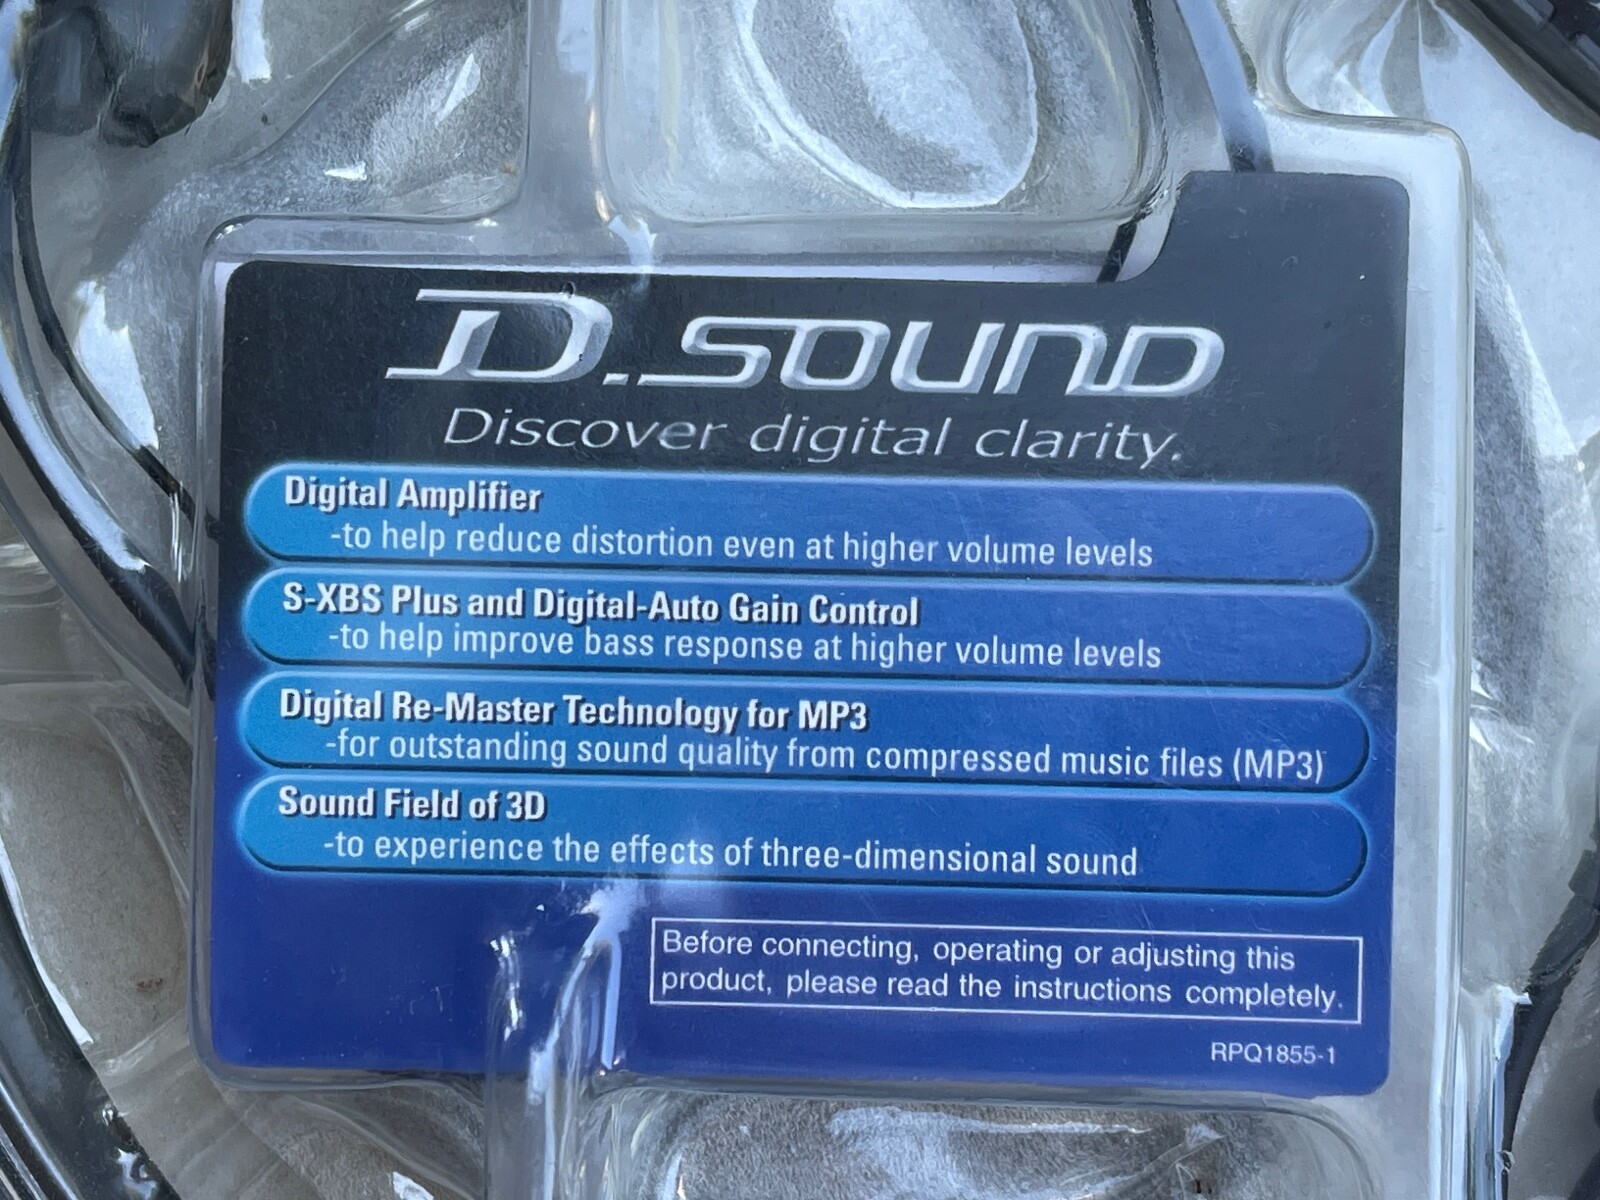 D.SOUND
Discover digital clarity.
Digital Amplifier
-to help reduce distortion even at higher volume levels
S-XBS Plus and Digital-Auto Gain Control
-to help improve bass response at higher volume levels
Digital Re-Master Technology for MP3
-for outstanding sound quality from compressed music files (MP3)
Sound Field of 3D
-to experience the effects of three-dimensional sound
Before connecting, operating or adjusting this
product, please read the instructions completely.
RPQ1855-1